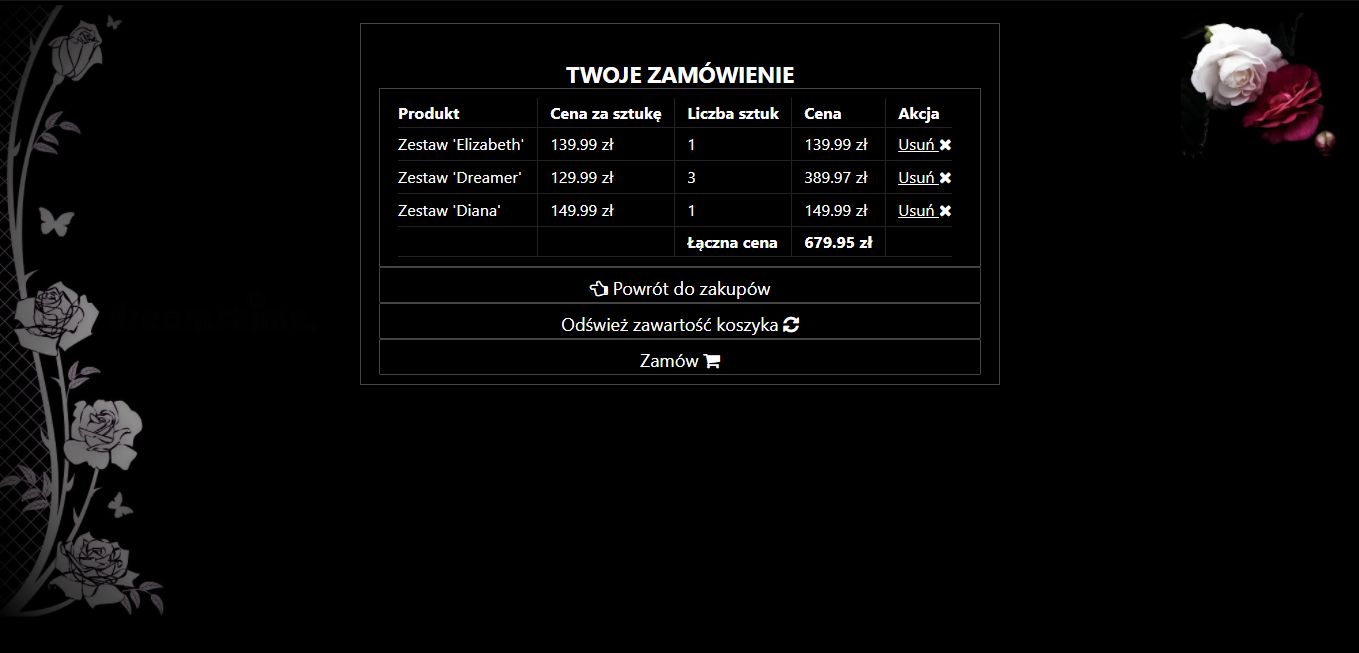 TWOJE ZAMÓWIENIE
Produkt Cena za sztukę Liczba sztuk Cena Akcja
Zestaw 'Elizabeth' 139.99 zł 1 139.99 zł Usuń
Zestaw 'Dreamer' 129.99 zł 3 389.97 zł Usuń
Zestaw 'Diana' 149.99 zł 1 149.99 zł Usuń
Łączna cena 679.95 zł
Powrót do zakupów
Odśwież zawartość koszyka
Zamów